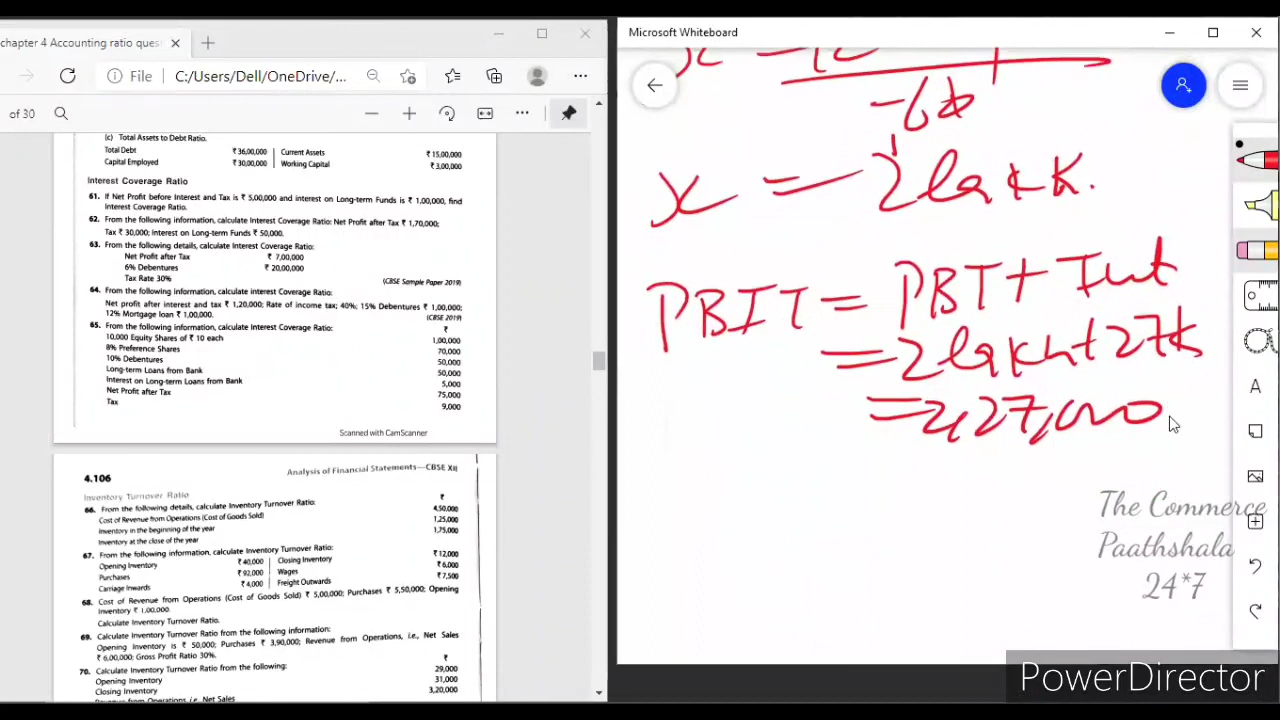 chapter 4 Accounting ratio ques
File
C:/Users/Dell/OneDrive/...
of 30
(c) Total Assets to Debt Ratio.
Total Debt ₹ 36,00,000 Current Assets ₹ 15,00,000
Capital Employed ₹ 30,00,000 Working Capital ₹ 3,00,000
Interest Coverage Ratio
61. If Net Profit before Interest and Tax is ₹ 5,00,000 and interest on Long-term Funds is ₹ 1,00,000, find
Interest Coverage Ratio.
62. From the following information, calculate Interest Coverage Ratio: Net Profit after Tax ₹ 1,70,000;
Tax ₹ 30,000; Interest on Long-term Funds ₹ 50,000.
63. From the following details, calculate Interest Coverage Ratio:
Net Profit after Tax ₹ 7,00,000
6% Debentures ₹ 20,00,000
Tax Rate 30% (CBSE Sample Paper 2019)
64. From the following, calculate interest Coverage Ratio:
Net profit after interest and tax ₹ 1,20,000; Rate of income tax; 40%; 15% Debentures ₹ 1,00,000;
12% Mortgage loan ₹ 1,00,000. (CBSE 2019)
65. From the following information, calculate Interest Coverage Ratio: ₹
10,000 Equity Shares of ₹ 10 each 1,00,000
8% Preference Shares 70,000
10% Debentures 50,000
Long-term Loans from Bank 50,000
Interest on Long-term Loans from Bank 5,000
Net Profit after Tax 75,000
Tax 9,000
Scanned with CamScanner
4.106 Analysis of Financial Statements—CBSE XII
Inventory Turnover Ratio
66. From the following details, calculate Inventory Turnover Ratio: ₹
Cost of Revenue from Operations (Cost of Goods Sold) 4,50,000
Inventory in the beginning of the year 1,25,000
Inventory at the close of the year 1,75,000
67. From the following information, calculate Inventory Turnover Ratio:
Opening Inventory ₹ 40,000 Closing Inventory ₹ 12,000
Purchases ₹ 92,000 Wages ₹ 6,000
Carriage Inwards ₹ 4,000 Freight Outwards ₹ 7,500
68. Cost of Revenue from Operations (Cost of Goods Sold) ₹ 5,00,000; Purchases ₹ 5,50,000; Opening
Inventory ₹ 1,00,000.
Calculate Inventory Turnover Ratio.
69. Calculate Inventory Turnover Ratio from the following information:
Opening Inventory is ₹ 50,000; Purchases ₹ 3,90,000; Revenue from Operations, i.e., Net Sales
₹ 6,00,000; Gross Profit Ratio 30%.
70. Calculate Inventory Turnover Ratio from the following: ₹
Opening Inventory 29,000
Closing Inventory 31,000
Revenue from Operations, i.e. Net Sales 3,20,000
Microsoft Whiteboard
x = 2 lakh.
PBIT = PBT + Int
= 2 lakh + 27k
= 2,27,000
The Commerce
Paathshala
24*7
PowerDirector